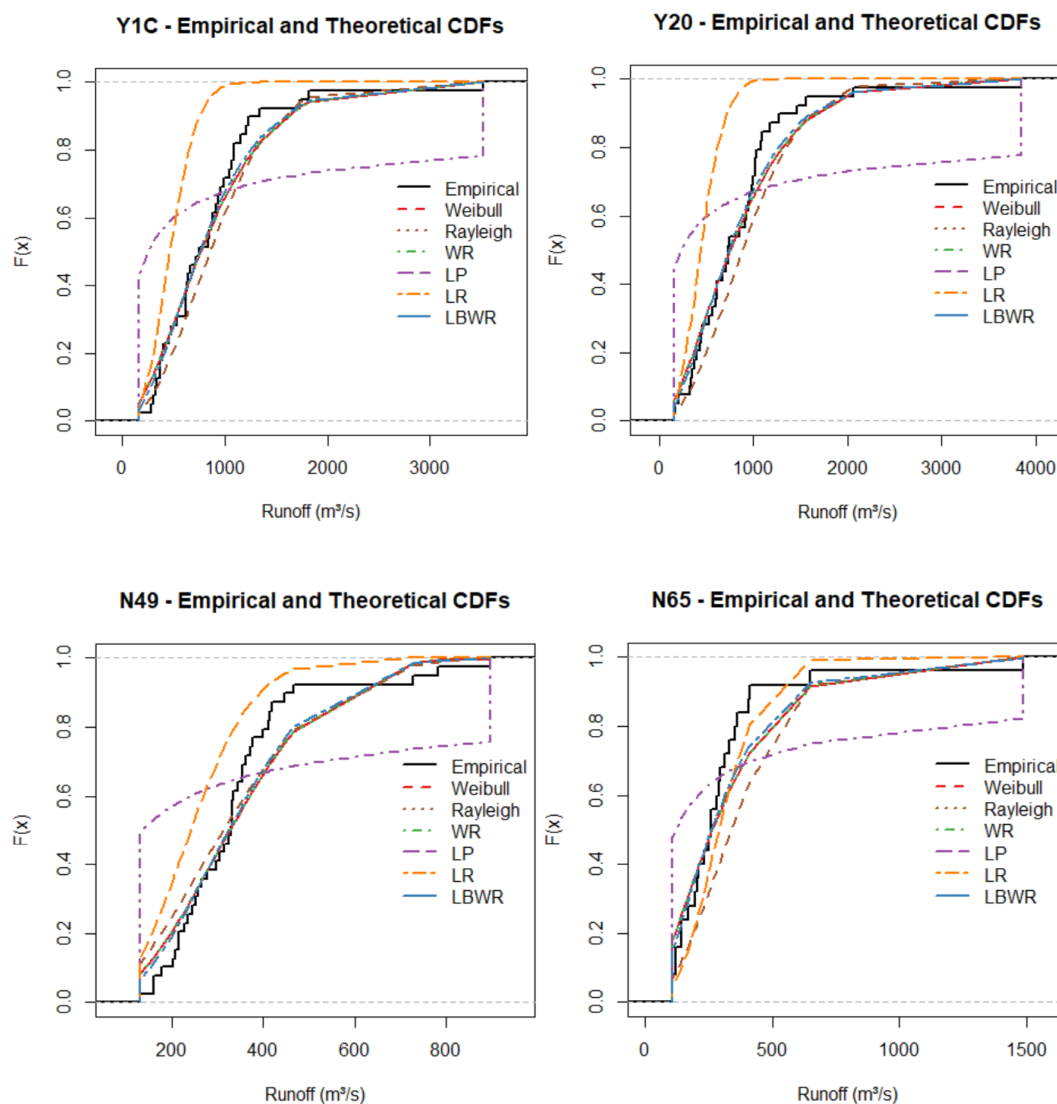 Y1C - Empirical and Theoretical CDFs
F(x)
0.0 0.2 0.4 0.6 0.8 1.0
Empirical
Weibull
Rayleigh
WR
LP
LR
LBWR
0 1000 2000 3000
Runoff (m³/s)
Y20 - Empirical and Theoretical CDFs
F(x)
0.0 0.2 0.4 0.6 0.8 1.0
Empirical
Weibull
Rayleigh
WR
LP
LR
LBWR
0 1000 2000 3000 4000
Runoff (m³/s)
N49 - Empirical and Theoretical CDFs
F(x)
0.0 0.2 0.4 0.6 0.8 1.0
Empirical
Weibull
Rayleigh
WR
LP
LR
LBWR
200 400 600 800
Runoff (m³/s)
N65 - Empirical and Theoretical CDFs
F(x)
0.0 0.2 0.4 0.6 0.8 1.0
Empirical
Weibull
Rayleigh
WR
LP
LR
LBWR
0 500 1000 1500
Runoff (m³/s)